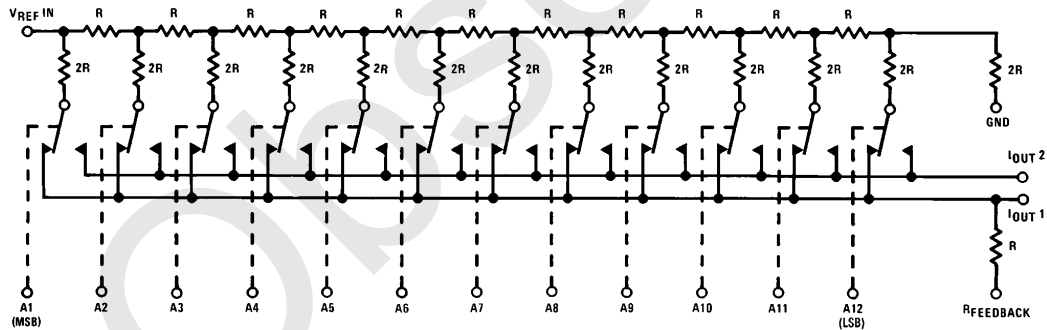 VREF IN R R R R R R R R R R R
2R 2R 2R 2R 2R 2R 2R 2R 2R 2R 2R 2R 2R
GND
IOUT 2
IOUT 1
R
A1 A2 A3 A4 A5 A6 A7 A8 A9 A10 A11 A12 RFEEDBACK
(MSB) (LSB)
Obso